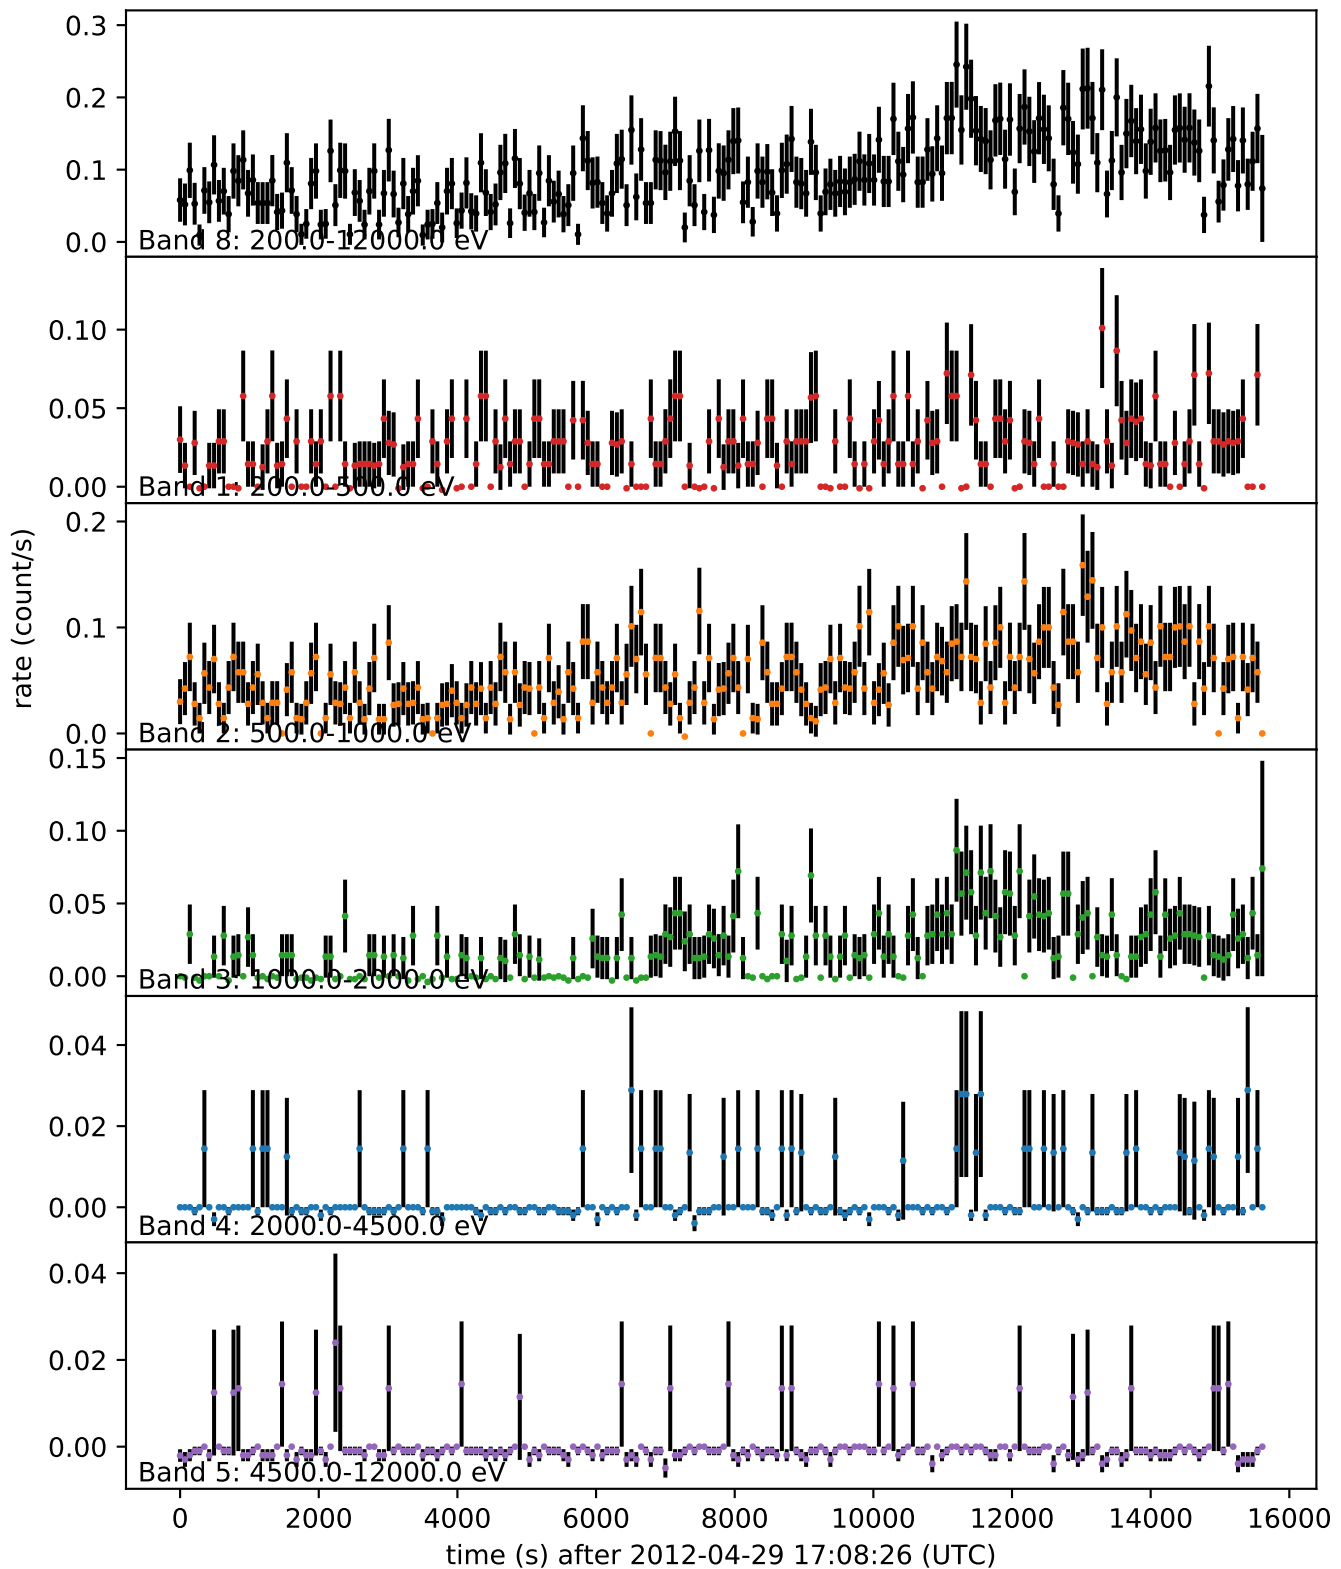 0.3
0.2
0.1
0.0
Band 8: 200.0-12000.0 eV
0.10
0.05
0.00
Band 1: 200.0-500.0 eV
rate (count/s)
0.2
0.1
0.0
Band 2: 500.0-1000.0 eV
0.15
0.10
0.05
0.00
Band 3: 1000.0-2000.0 eV
0.04
0.02
0.00
Band 4: 2000.0-4500.0 eV
0.04
0.02
0.00
Band 5: 4500.0-12000.0 eV
0 2000 4000 6000 8000 10000 12000 14000 16000
time (s) after 2012-04-29 17:08:26 (UTC)